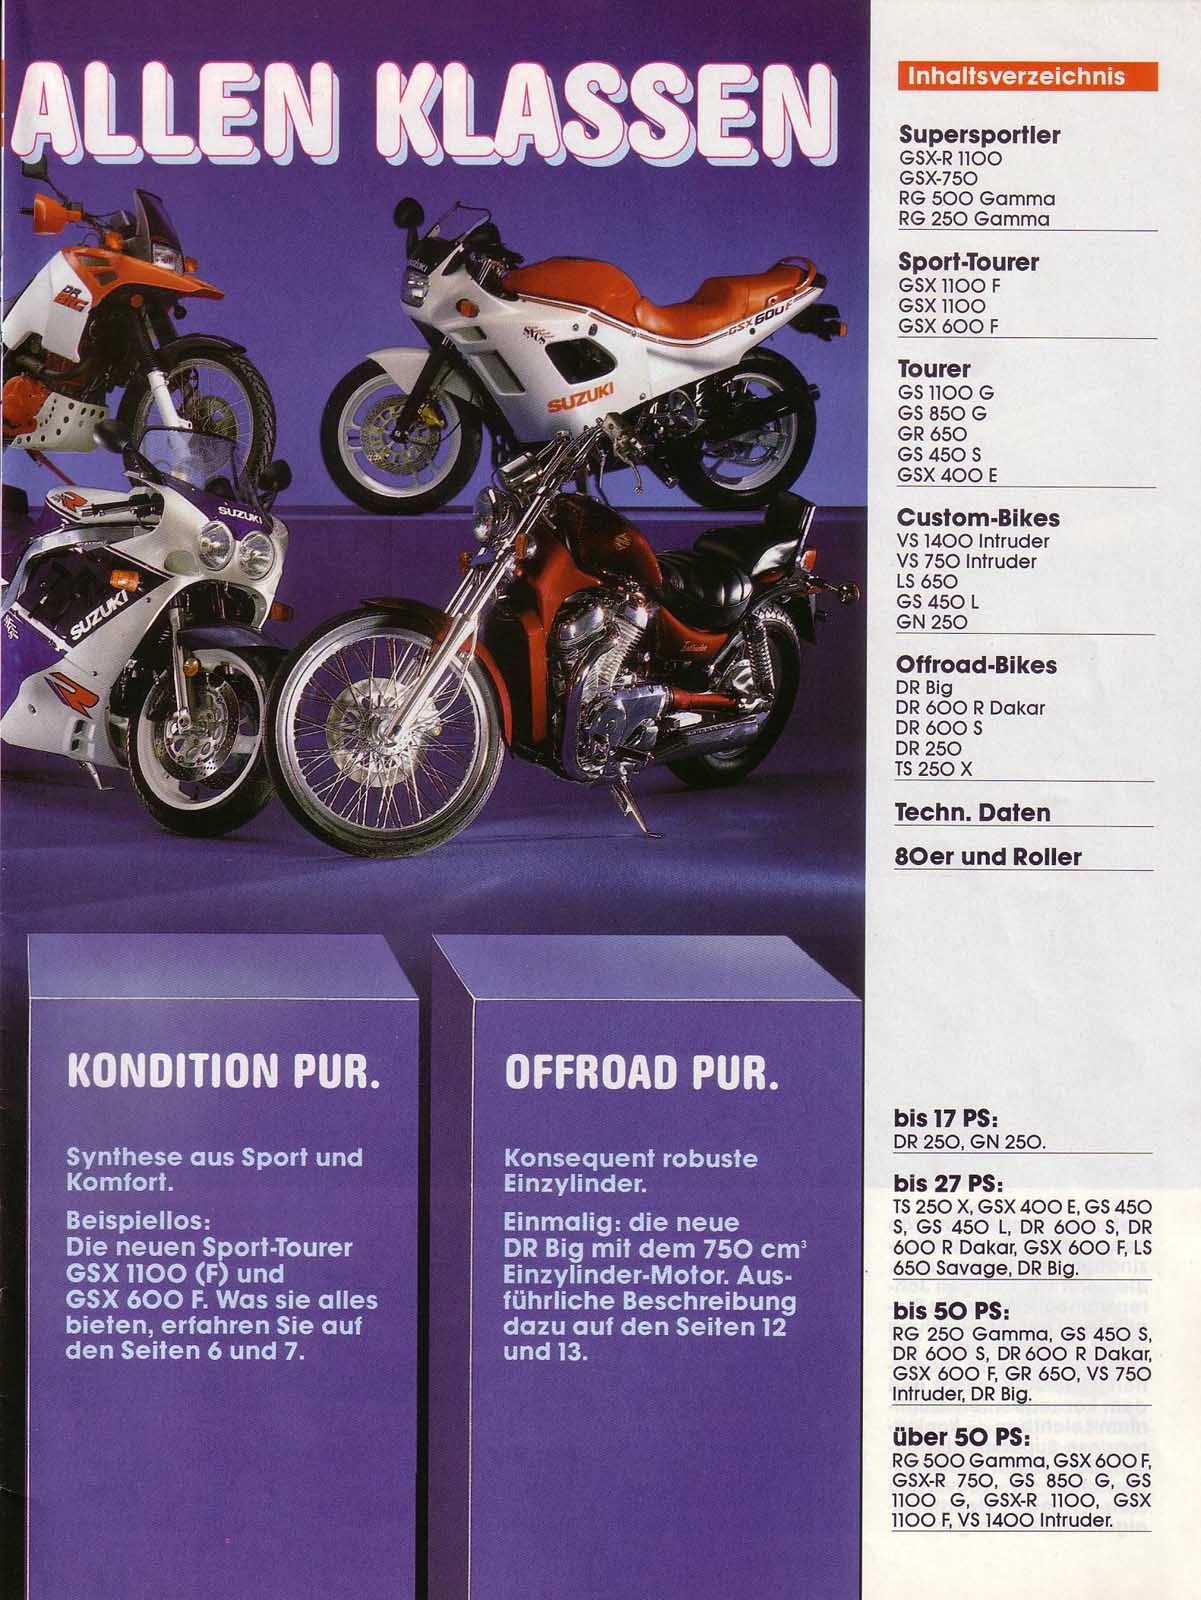 ALLEN KLASSEN
DR
BIG
SUZUKI
GSX 600 F
SUZUKI
R
SUZUKI
SUZUKI
R
Intruder
KONDITION PUR.
Synthese aus Sport und
Komfort.
Beispiellos:
Die neuen Sport-Tourer
GSX 1100 (F) und
GSX 600 F. Was sie alles
bieten, erfahren Sie auf
den Seiten 6 und 7.
OFFROAD PUR.
Konsequent robuste
Einzylinder.
Einmalig: die neue
DR Big mit dem 750 cm³
Einzylinder-Motor. Aus-
führliche Beschreibung
dazu auf den Seiten 12
und 13.
Inhaltsverzeichnis
Supersportler
GSX-R 1100
GSX-750
RG 500 Gamma
RG 250 Gamma
Sport-Tourer
GSX 1100 F
GSX 1100
GSX 600 F
Tourer
GS 1100 G
GS 850 G
GR 650
GS 450 S
GSX 400 E
Custom-Bikes
VS 1400 Intruder
VS 750 Intruder
LS 650
GS 450 L
GN 250
Offroad-Bikes
DR Big
DR 600 R Dakar
DR 600 S
DR 250
TS 250 X
Techn. Daten
80er und Roller
bis 17 PS:
DR 250, GN 250.
bis 27 PS:
TS 250 X, GSX 400 E, GS 450
S, GS 450 L, DR 600 S, DR
600 R Dakar, GSX 600 F, LS
650 Savage, DR Big.
bis 50 PS:
RG 250 Gamma, GS 450 S,
DR 600 S, DR 600 R Dakar,
GSX 600 F, GR 650, VS 750
Intruder, DR Big.
über 50 PS:
RG 500 Gamma, GSX 600 F,
GSX-R 750, GS 850 G, GS
1100 G, GSX-R 1100, GSX
1100 F, VS 1400 Intruder.